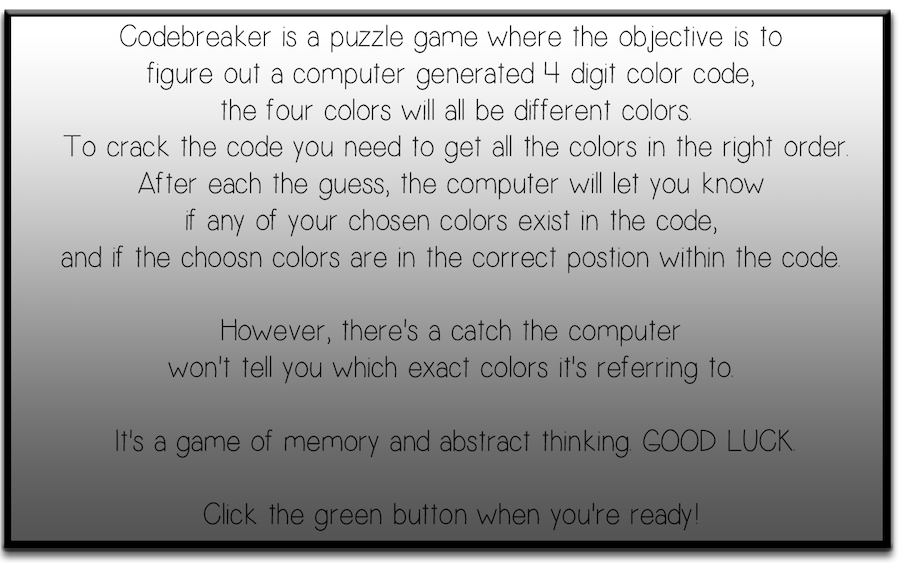 Codebreaker is a puzzle game where the objective is to
figure out a computer generated 4 digit color code,
the four colors will all be different colors.
To crack the code you need to get all the colors in the right order.
After each the guess, the computer will let you know
if any of your chosen colors exist in the code,
and if the choosn colors are in the correct postion within the code.
However, there's a catch the computer
won't tell you which exact colors it's referring to.
It's a game of memory and abstract thinking. GOOD LUCK.
Click the green button when you're ready!